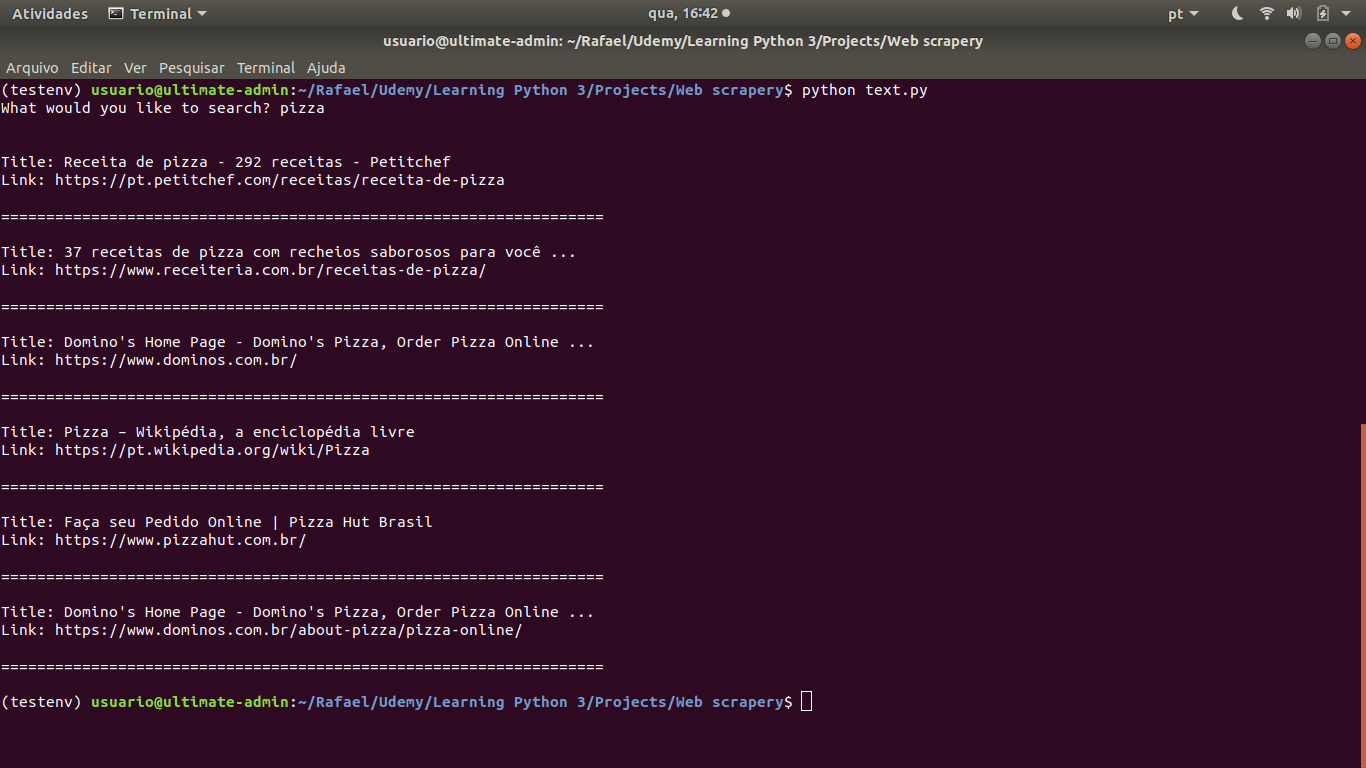 Atividades Terminal qua, 16:42 pt
usuario@ultimate-admin: ~/Rafael/Udemy/Learning Python 3/Projects/Web scrapery
Arquivo Editar Ver Pesquisar Terminal Ajuda
(testenv) usuario@ultimate-admin:~/Rafael/Udemy/Learning Python 3/Projects/Web scrapery$ python text.py
What would you like to search? pizza
Title: Receita de pizza - 292 receitas - Petitchef
Link: https://pt.petitchef.com/receitas/receita-de-pizza
===================================================================
Title: 37 receitas de pizza com recheios saborosos para você ...
Link: https://www.receiteria.com.br/receitas-de-pizza/
===================================================================
Title: Domino's Home Page - Domino's Pizza, Order Pizza Online ...
Link: https://www.dominos.com.br/
===================================================================
Title: Pizza – Wikipédia, a enciclopédia livre
Link: https://pt.wikipedia.org/wiki/Pizza
===================================================================
Title: Faça seu Pedido Online | Pizza Hut Brasil
Link: https://www.pizzahut.com.br/
===================================================================
Title: Domino's Home Page - Domino's Pizza, Order Pizza Online ...
Link: https://www.dominos.com.br/about-pizza/pizza-online/
===================================================================
(testenv) usuario@ultimate-admin:~/Rafael/Udemy/Learning Python 3/Projects/Web scrapery$